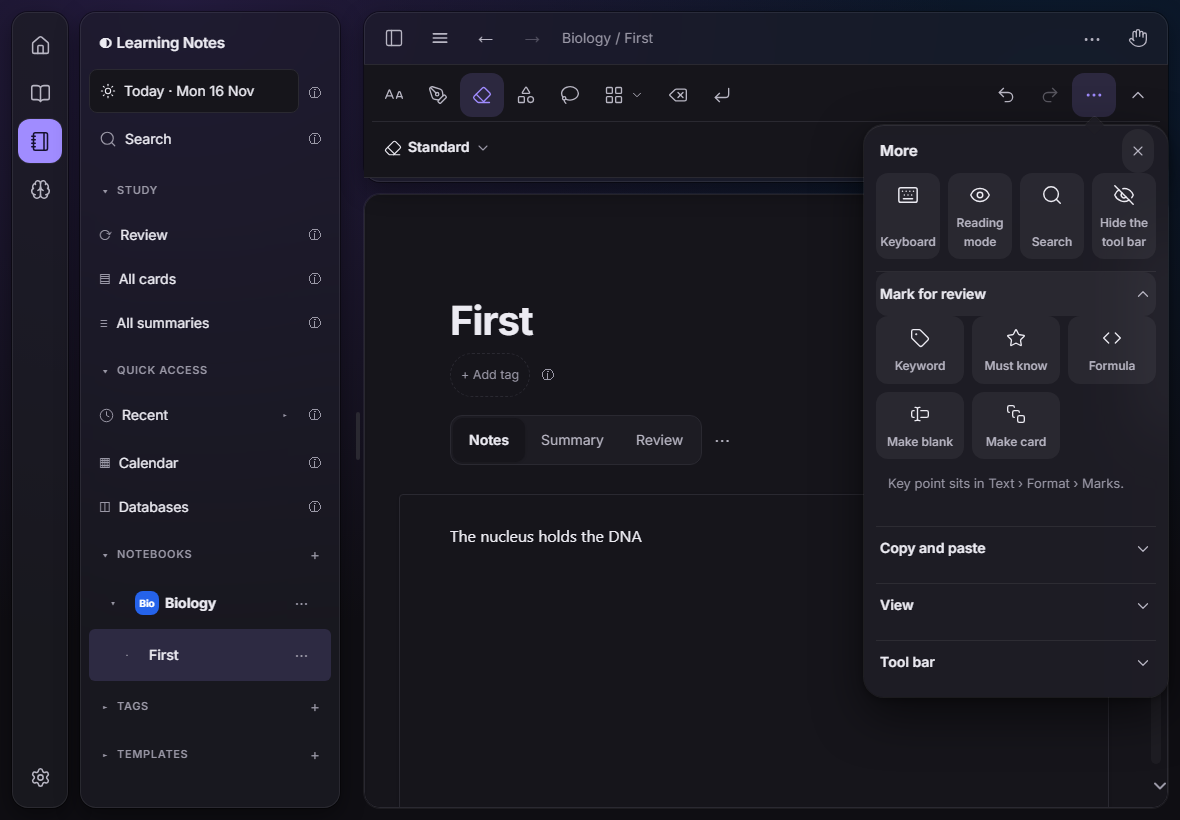 Learning Notes
Today · Mon 16 Nov
Search
STUDY
Review
All cards
All summaries
QUICK ACCESS
Recent
Calendar
Databases
NOTEBOOKS
Bio Biology
First
TAGS
TEMPLATES
Biology / First
AA
Standard
First
+ Add tag
Notes Summary Review
The nucleus holds the DNA
More
Keyboard
Reading mode
Search
Hide the tool bar
Mark for review
Keyword Must know Formula
Make blank Make card
Key point sits in Text › Format › Marks.
Copy and paste
View
Tool bar